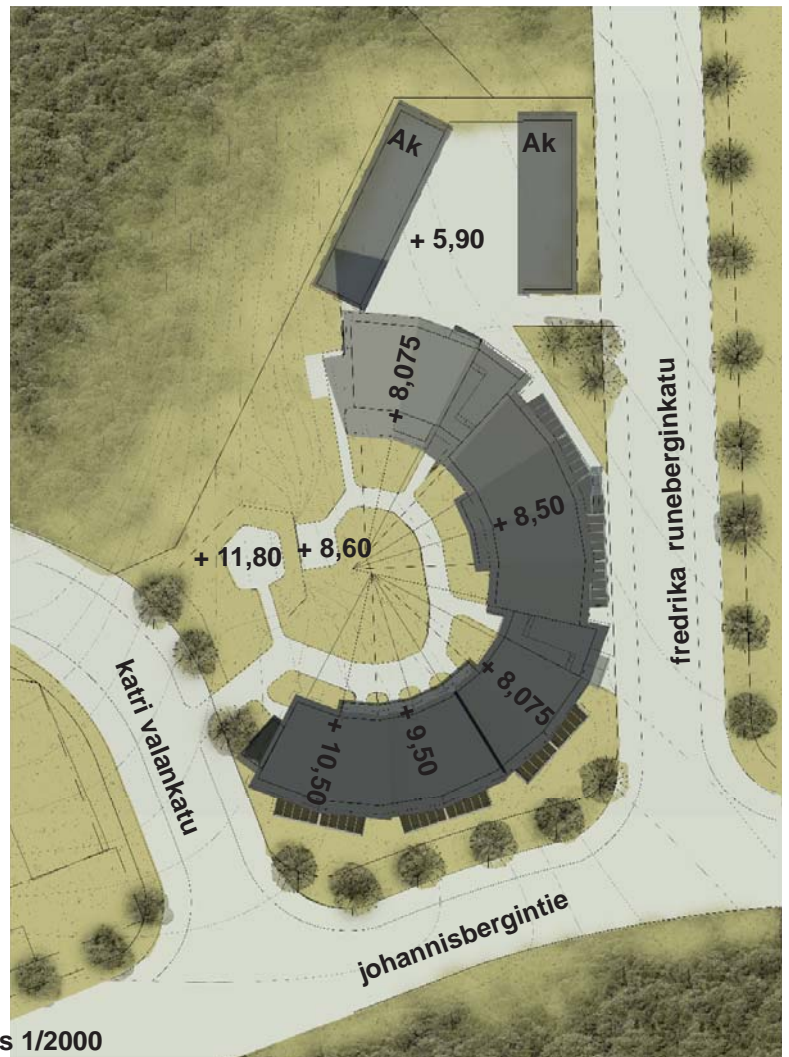 Ak
Ak
+ 5,90
+ 8,075
+ 8,50
+ 11,80
+ 8,60
fredrika runeberginkatu
katri valankatu
+ 8,075
+ 9,50
+ 10,50
johannisbergintie
s 1/2000